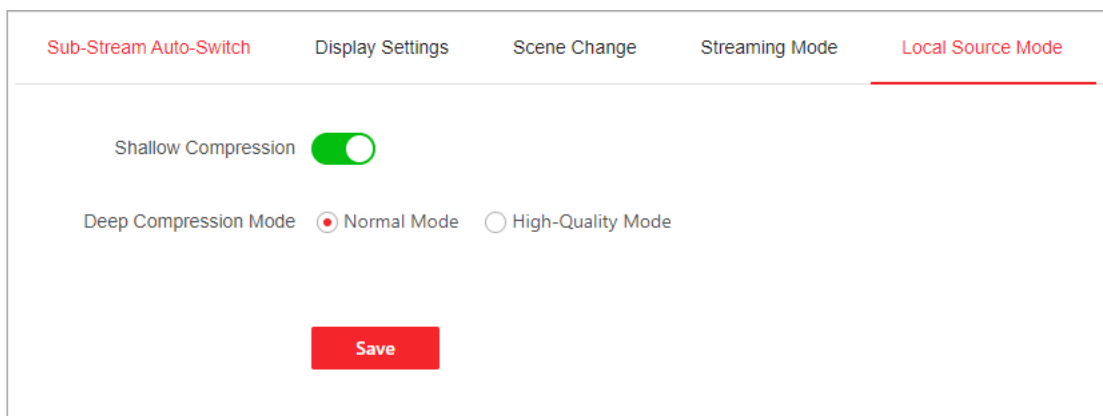 Sub-Stream Auto-Switch Display Settings Scene Change Streaming Mode Local Source Mode
Shallow Compression
Deep Compression Mode Normal Mode High-Quality Mode
Save